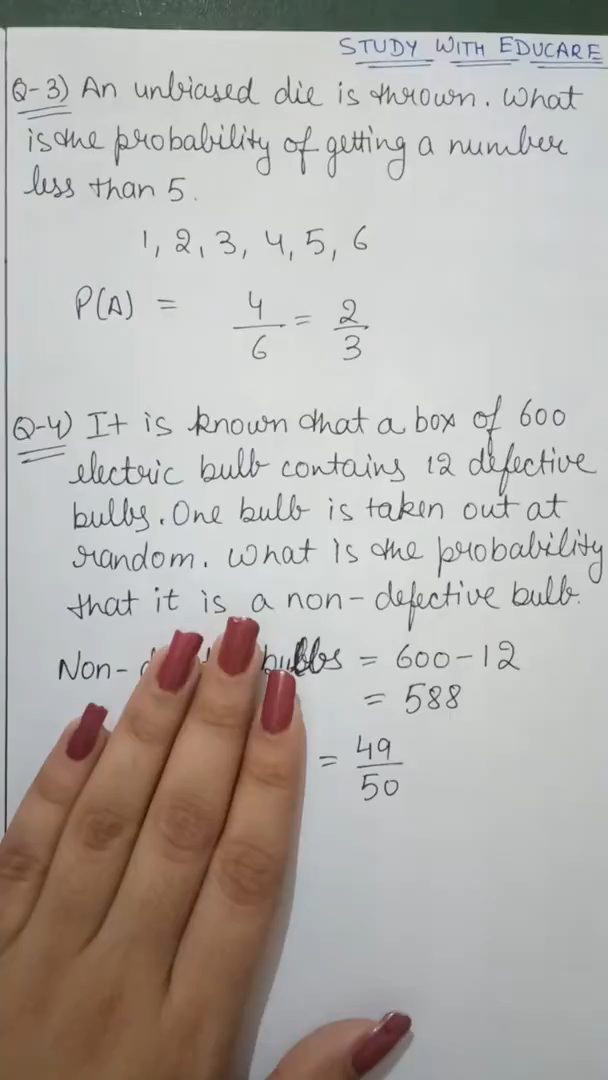 STUDY WITH EDUCARE
Q-3) An unbiased die is thrown. What
is the probability of getting a number
less than 5.
1, 2, 3, 4, 5, 6
P(A) = 4/6 = 2/3
Q-4) It is known that a box of 600
electric bulb contains 12 defective
bulbs. One bulb is taken out at
random. What is the probability
that it is a non-defective bulb.
Non- bulbs = 600-12
= 588
= 49/50